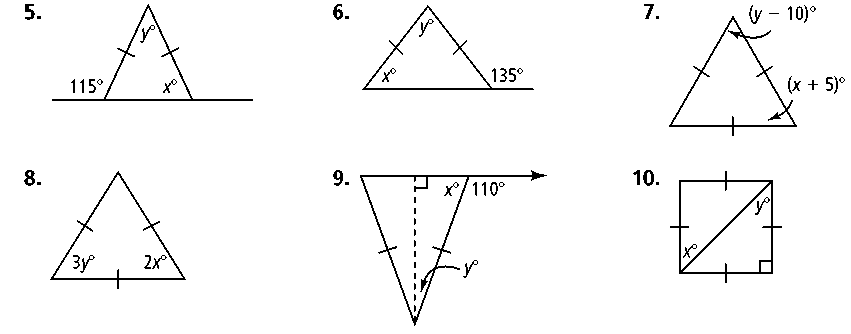 5. y° 115° x°
6. y° x° 135°
7. (y − 10)° (x + 5)°
8. 3y° 2x°
9. x° 110° y°
10. y° x°